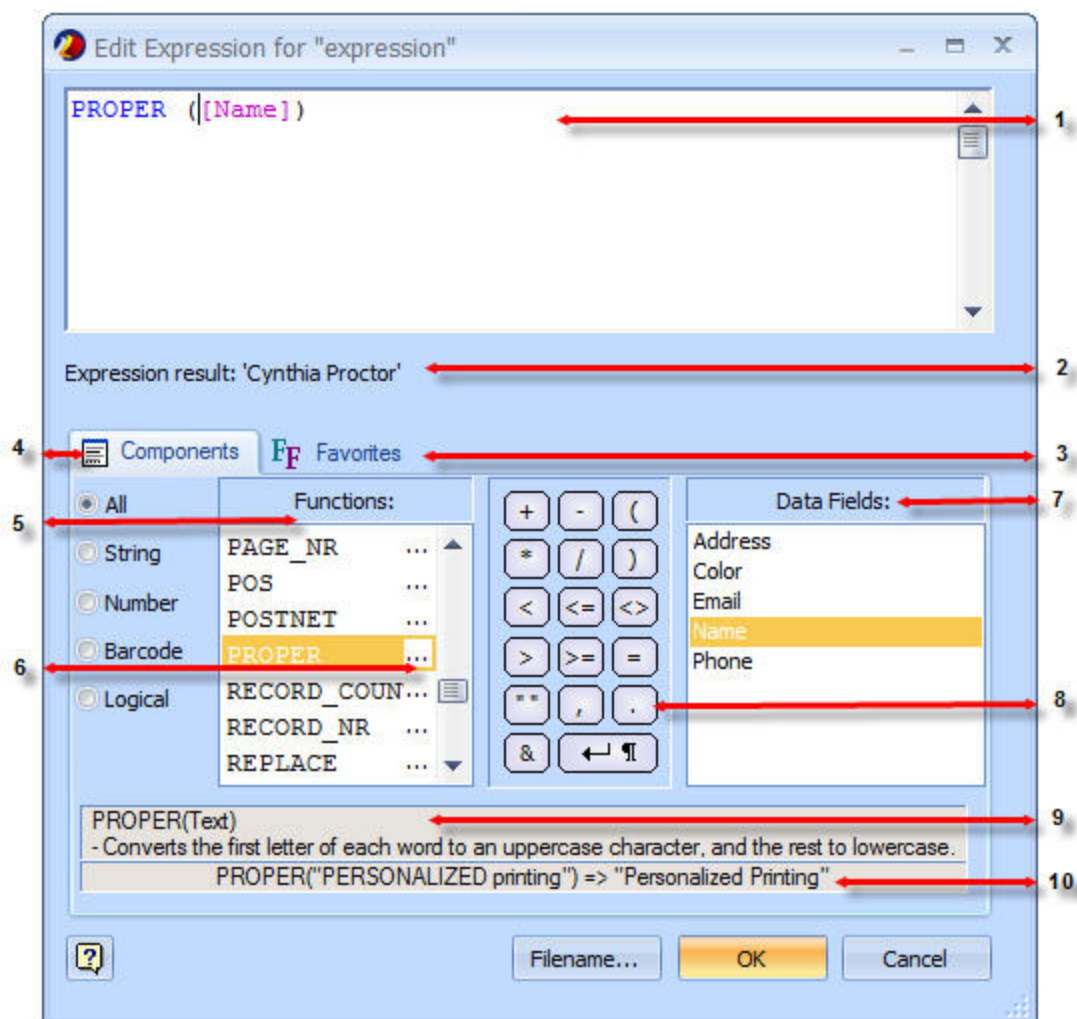 Edit Expression for "expression"
PROPER ([Name])
1
Expression result: 'Cynthia Proctor'
2
4
Components
FF Favorites
3
All
String
Number
Barcode
Logical
5
6
Functions:
PAGE_NR ...
POS ...
POSTNET ...
PROPER ...
RECORD_COUN...
RECORD_NR ...
REPLACE ...
+ - (
* / )
< <= <>
> >= =
" " , .
& ↵ ¶
Data Fields:
7
Address
Color
Email
Name
Phone
8
PROPER(Text)
9
- Converts the first letter of each word to an uppercase character, and the rest to lowercase.
PROPER("PERSONALIZED printing") => "Personalized Printing"
10
?
Filename...
OK
Cancel